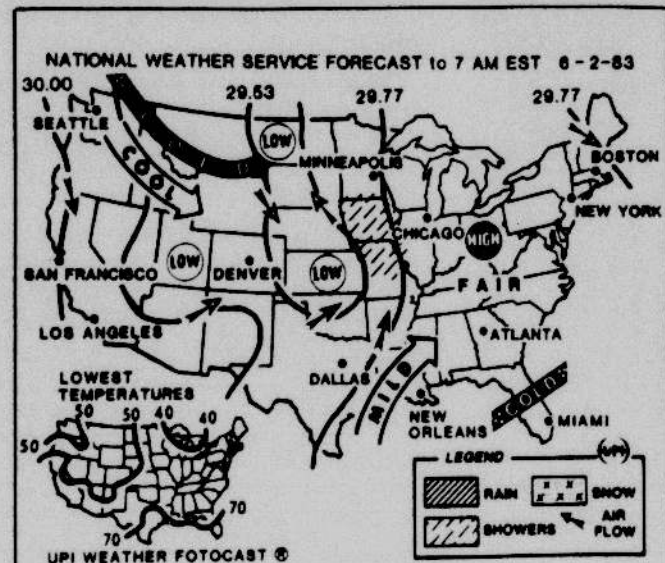 NATIONAL WEATHER SERVICE FORECAST to 7 AM EST 6-2-83
30.00
29.53
29.77
29.77
SEATTLE
COOL
LOW
MINNEAPOLIS
BOSTON
NEW YORK
CHICAGO
HIGH
SAN FRANCISCO
LOW
DENVER
LOW
FAIR
LOS ANGELES
ATLANTA
DALLAS
MILD
COLD
NEW
ORLEANS
MIAMI
LOWEST
TEMPERATURES
50
50
50
40
40
70
70
LEGEND
(UPI)
RAIN
SNOW
SHOWERS
AIR
FLOW
UPI WEATHER FOTOCAST ®